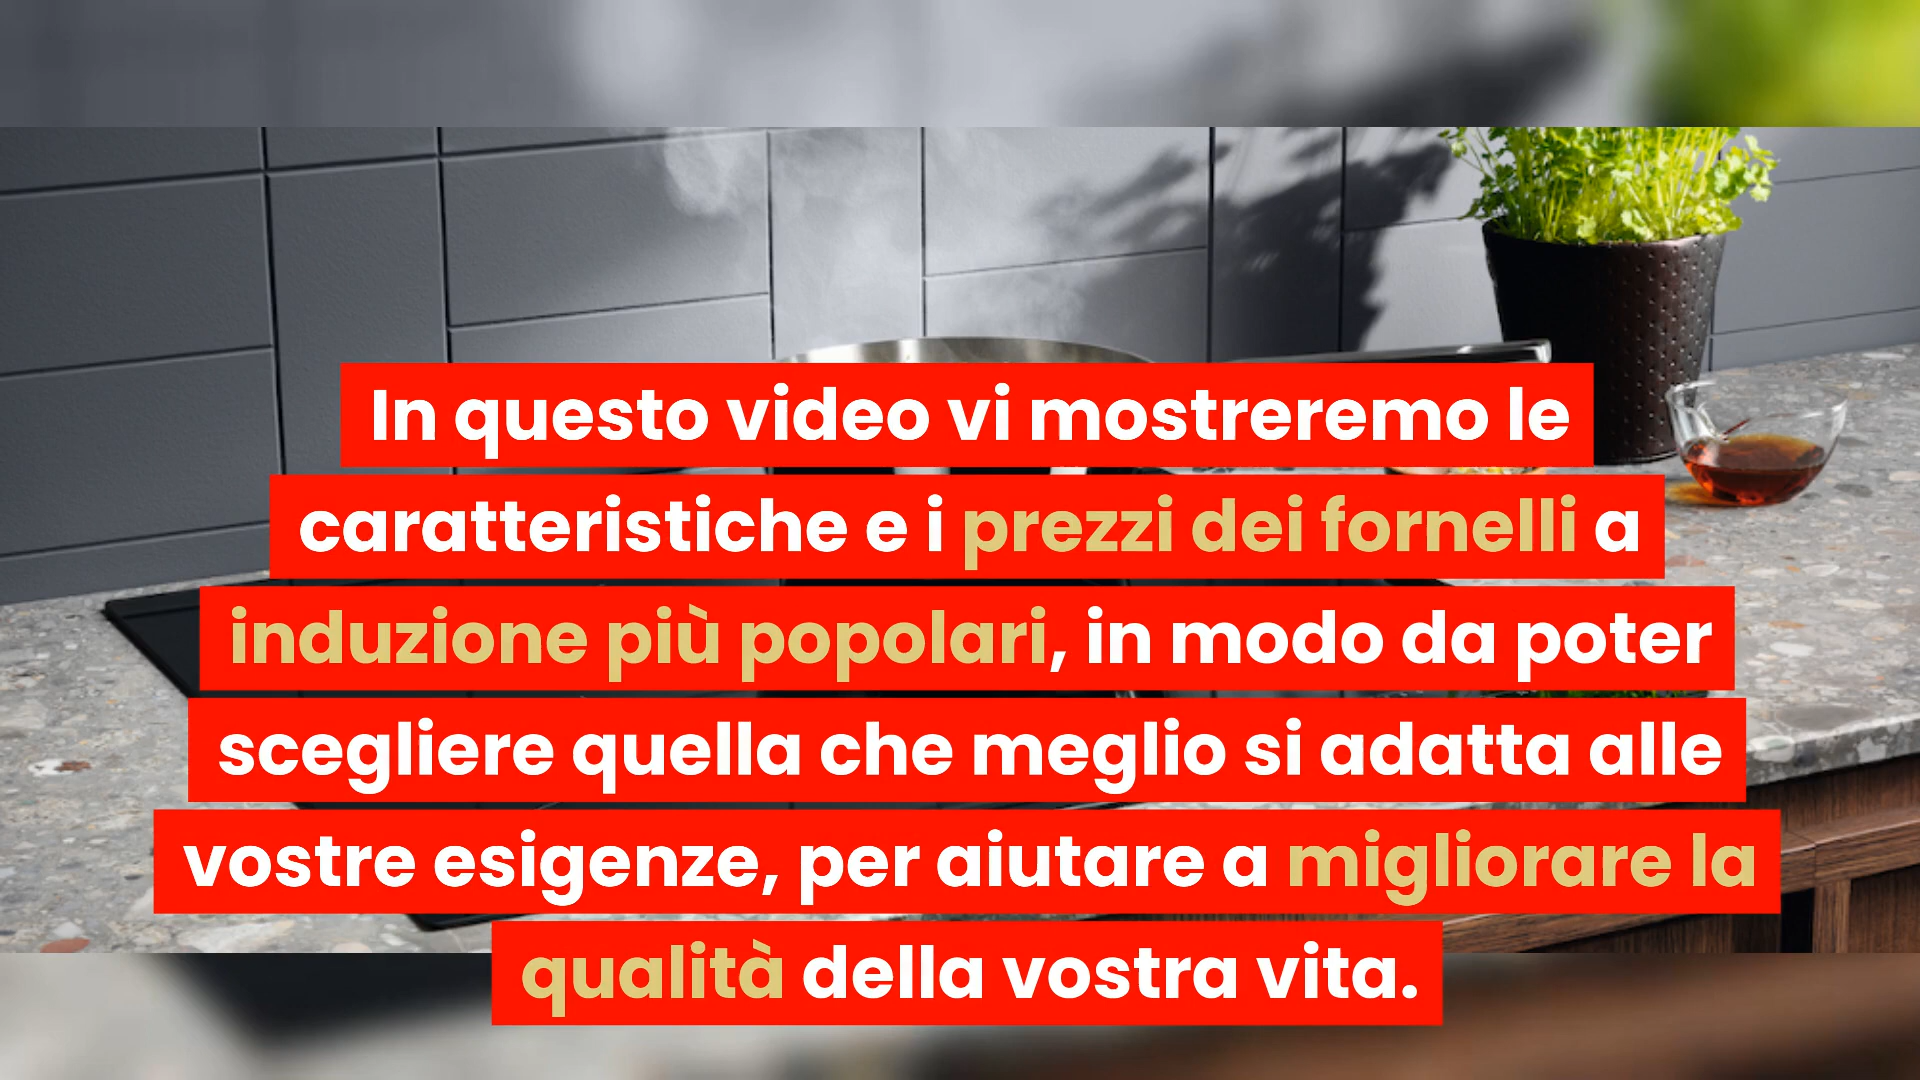 In questo video vi mostreremo le
caratteristiche e i prezzi dei fornelli a
induzione più popolari, in modo da poter
scegliere quella che meglio si adatta alle
vostre esigenze, per aiutare a migliorare la
qualità della vostra vita.